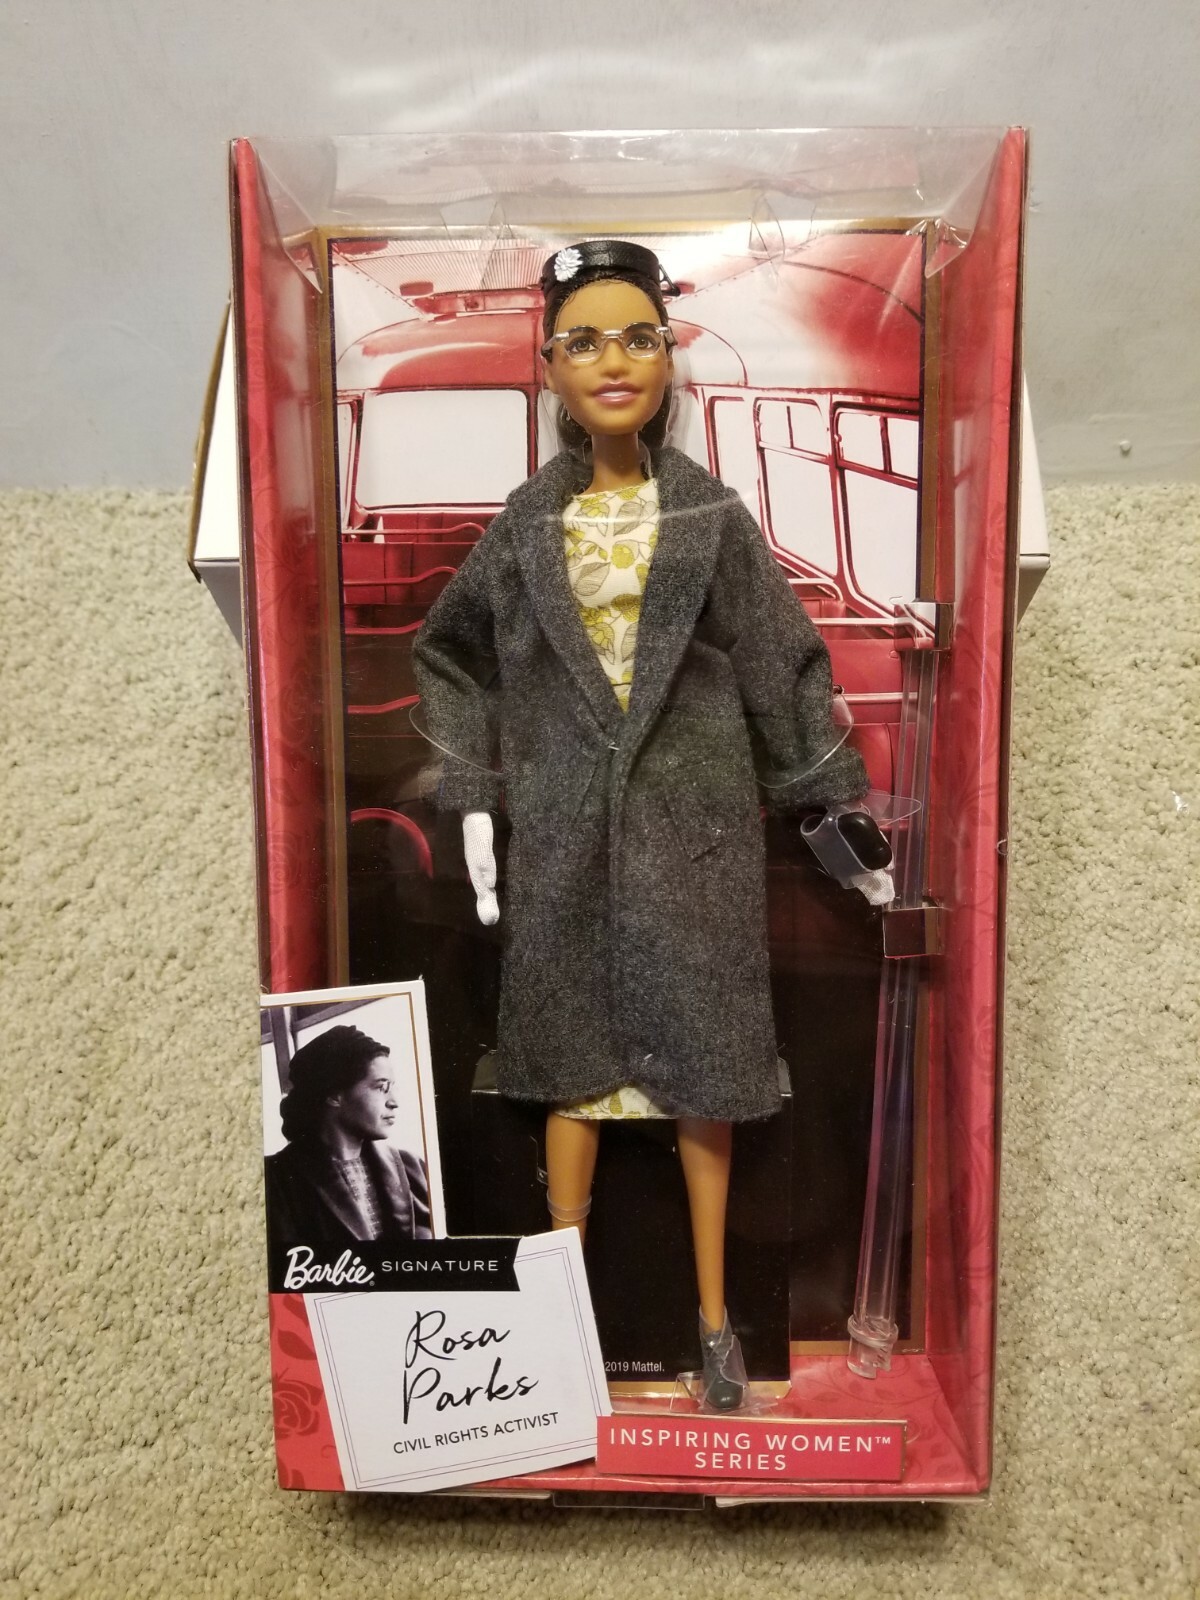 Barbie® SIGNATURE
Rosa
Parks
CIVIL RIGHTS ACTIVIST
2019 Mattel.
INSPIRING WOMEN™
SERIES